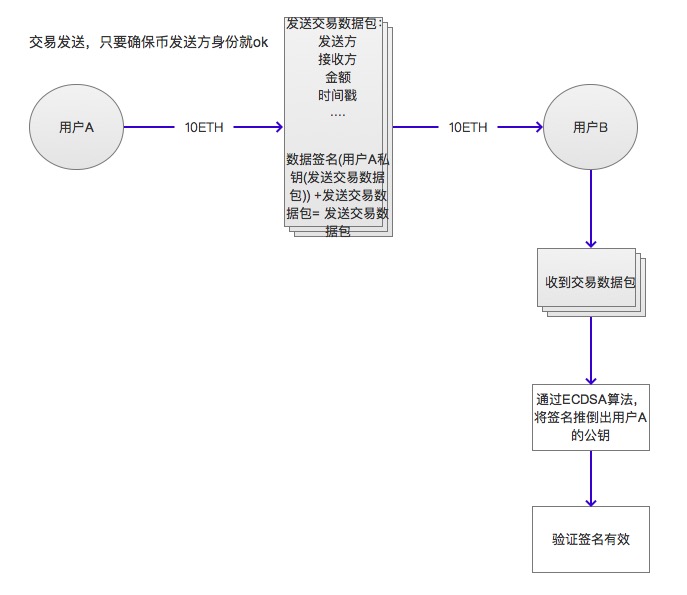 交易发送，只要确保币发送方身份就ok
用户A
10ETH
发送交易数据包：
发送方
接收方
金额
时间戳
....
数据签名(用户A私
钥(发送交易数据
包)) +发送交易数
据包= 发送交易数
据包
10ETH
用户B
收到交易数据包
通过ECDSA算法，
将签名推倒出用户A
的公钥
验证签名有效